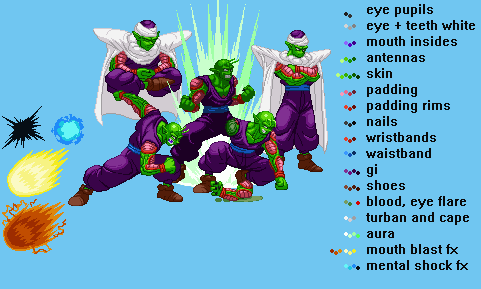 eye pupils
eye + teeth white
mouth insides
antennas
skin
padding
padding rims
nails
wristbands
waistband
gi
shoes
blood, eye flare
turban and cape
aura
mouth blast fx
mental shock fx